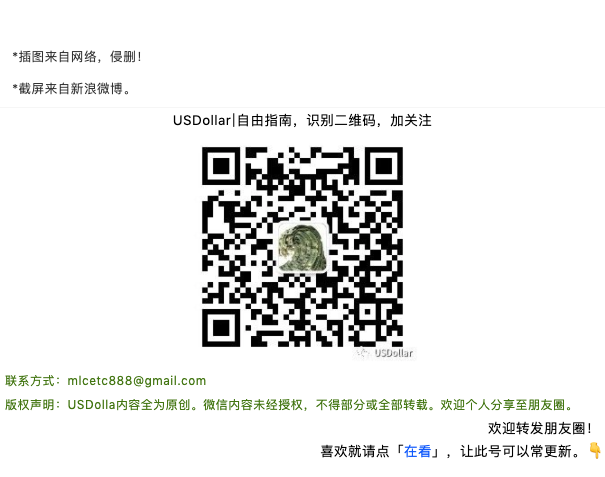 *插图来自网络，侵删！
*截屏来自新浪微博。
USDollar|自由指南，识别二维码，加关注
USDollar
联系方式：mlcetc888@gmail.com
版权声明：USDolla内容全为原创。微信内容未经授权，不得部分或全部转载。欢迎个人分享至朋友圈。
欢迎转发朋友圈！
喜欢就请点「在看」，让此号可以常更新。👇